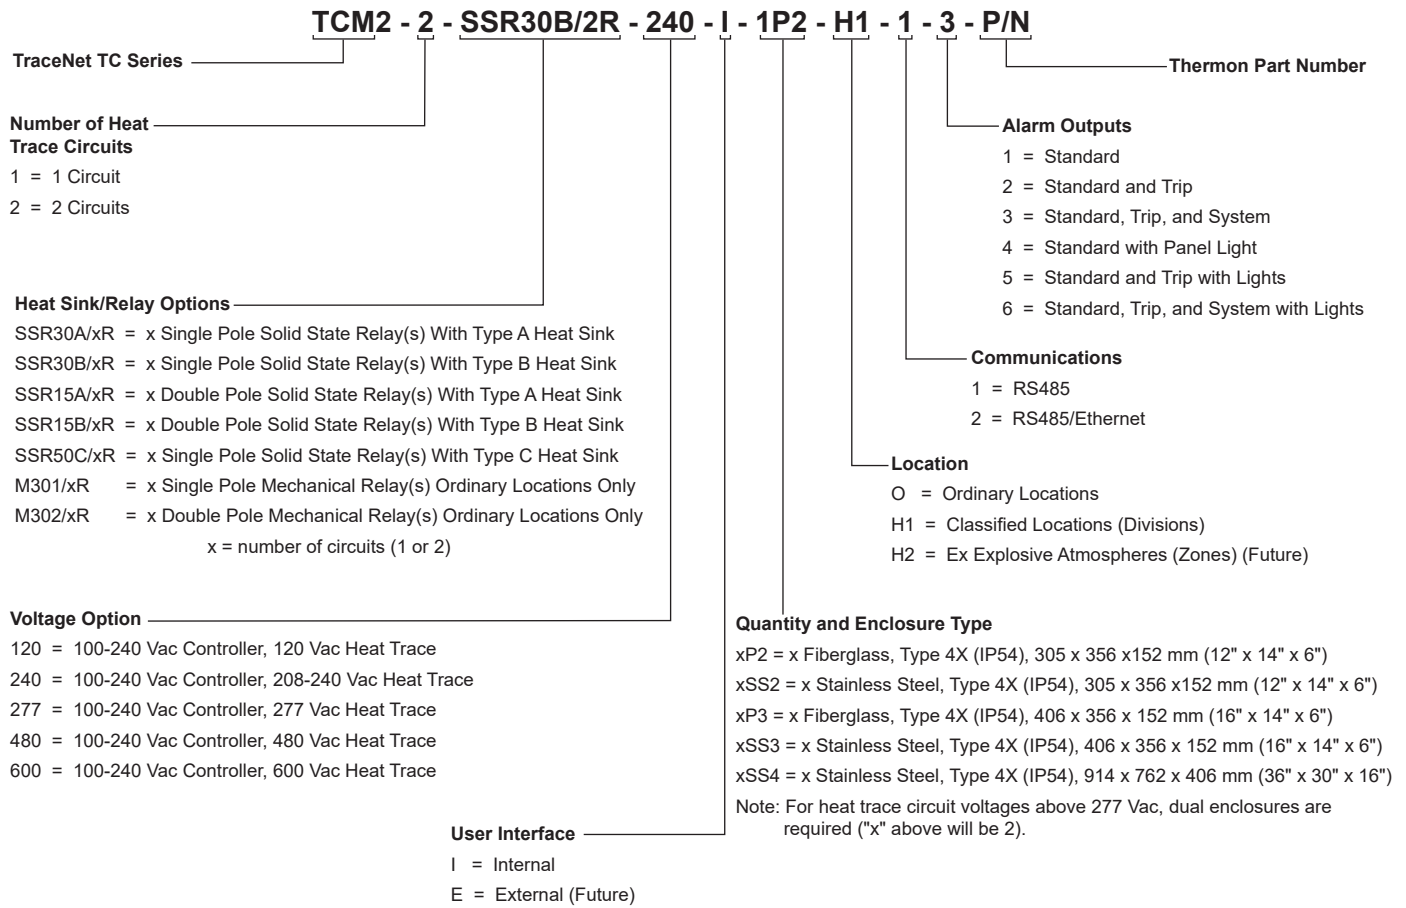 TCM2 - 2 - SSR30B/2R - 240 - I - 1P2 - H1 - 1 - 3 - P/N
TraceNet TC Series
Thermon Part Number
Number of Heat
Trace Circuits
1 = 1 Circuit
2 = 2 Circuits
Alarm Outputs
1 = Standard
2 = Standard and Trip
3 = Standard, Trip, and System
4 = Standard with Panel Light
5 = Standard and Trip with Lights
6 = Standard, Trip, and System with Lights
Heat Sink/Relay Options
SSR30A/xR = x Single Pole Solid State Relay(s) With Type A Heat Sink
SSR30B/xR = x Single Pole Solid State Relay(s) With Type B Heat Sink
SSR15A/xR = x Double Pole Solid State Relay(s) With Type A Heat Sink
SSR15B/xR = x Double Pole Solid State Relay(s) With Type B Heat Sink
SSR50C/xR = x Single Pole Solid State Relay(s) With Type C Heat Sink
M301/xR = x Single Pole Mechanical Relay(s) Ordinary Locations Only
M302/xR = x Double Pole Mechanical Relay(s) Ordinary Locations Only
x = number of circuits (1 or 2)
Communications
1 = RS485
2 = RS485/Ethernet
Location
O = Ordinary Locations
H1 = Classified Locations (Divisions)
H2 = Ex Explosive Atmospheres (Zones) (Future)
Voltage Option
120 = 100-240 Vac Controller, 120 Vac Heat Trace
240 = 100-240 Vac Controller, 208-240 Vac Heat Trace
277 = 100-240 Vac Controller, 277 Vac Heat Trace
480 = 100-240 Vac Controller, 480 Vac Heat Trace
600 = 100-240 Vac Controller, 600 Vac Heat Trace
Quantity and Enclosure Type
xP2 = x Fiberglass, Type 4X (IP54), 305 x 356 x152 mm (12" x 14" x 6")
xSS2 = x Stainless Steel, Type 4X (IP54), 305 x 356 x152 mm (12" x 14" x 6")
xP3 = x Fiberglass, Type 4X (IP54), 406 x 356 x 152 mm (16" x 14" x 6")
xSS3 = x Stainless Steel, Type 4X (IP54), 406 x 356 x 152 mm (16" x 14" x 6")
xSS4 = x Stainless Steel, Type 4X (IP54), 914 x 762 x 406 mm (36" x 30" x 16")
Note: For heat trace circuit voltages above 277 Vac, dual enclosures are
required ("x" above will be 2).
User Interface
I = Internal
E = External (Future)